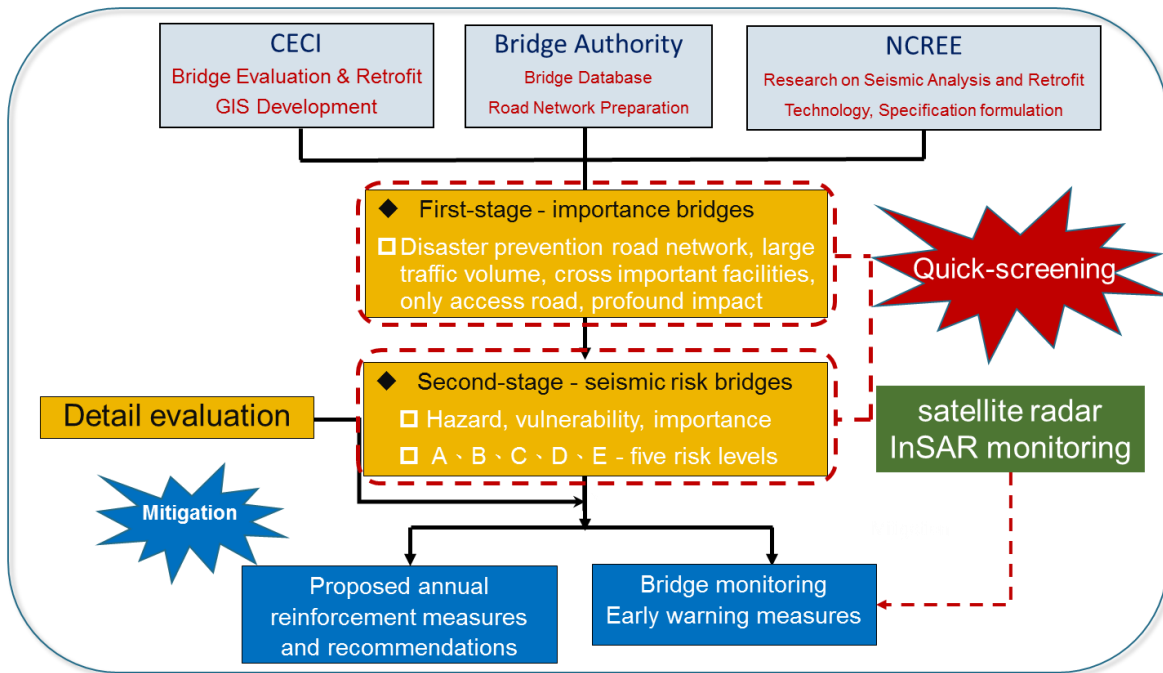 CECI
Bridge Evaluation & Retrofit
GIS Development
Bridge Authority
Bridge Database
Road Network Preparation
NCREE
Research on Seismic Analysis and Retrofit
Technology, Specification formulation
◆ First-stage - importance bridges
Disaster prevention road network, large
traffic volume, cross important facilities,
only access road, profound impact
Quick-screening
◆ Second-stage - seismic risk bridges
Hazard, vulnerability, importance
A、B、C、D、E - five risk levels
Detail evaluation
satellite radar
InSAR monitoring
Mitigation
Proposed annual
reinforcement measures
and recommendations
Bridge monitoring
Early warning measures